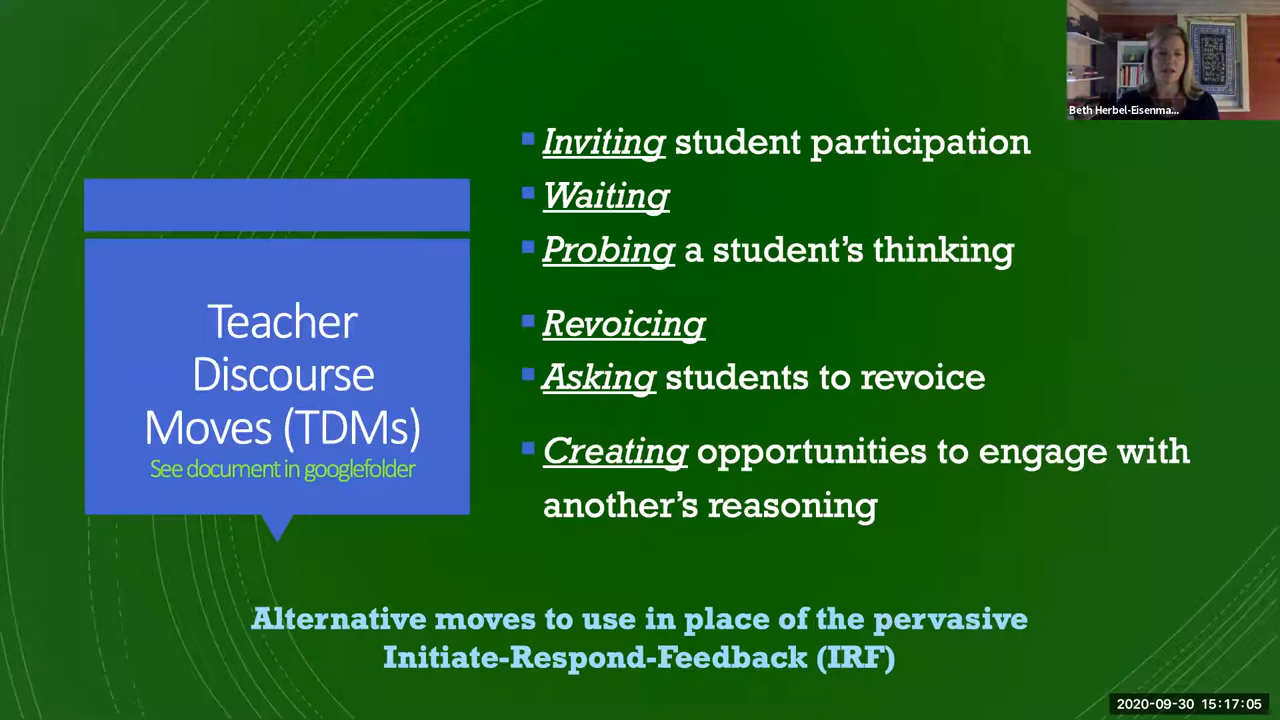 Beth Herbel-Eisenma...
Inviting student participation
Waiting
Probing a student's thinking
Revoicing
Asking students to revoice
Creating opportunities to engage with
another's reasoning
Teacher
Discourse
Moves (TDMs)
See document in googlefolder
Alternative moves to use in place of the pervasive
Initiate-Respond-Feedback (IRF)
2020-09-30 15:17:05